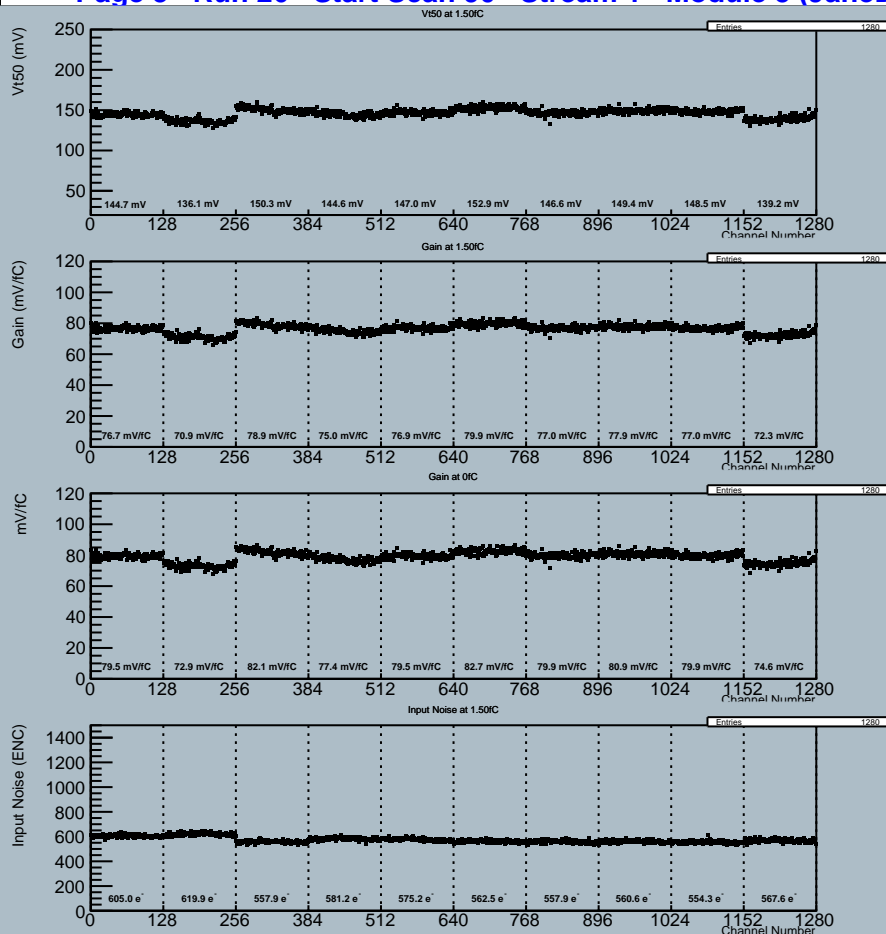 Vt50 at 1.50fC
Entries 1280
Vt50 (mV)
250
200
150
100
50
144.7 mV 136.1 mV 150.3 mV 144.6 mV 147.0 mV 152.9 mV 146.6 mV 149.4 mV 148.5 mV 139.2 mV
0 128 256 384 512 640 768 896 1024 1152 1280
Channel Number
Gain at 1.50fC
Entries 1280
Gain (mV/fC)
120
100
80
60
40
20
0
76.7 mV/fC 70.9 mV/fC 78.9 mV/fC 75.0 mV/fC 76.9 mV/fC 79.9 mV/fC 77.0 mV/fC 77.9 mV/fC 77.0 mV/fC 72.3 mV/fC
0 128 256 384 512 640 768 896 1024 1152 1280
Channel Number
Gain at 0fC
Entries 1280
mV/fC
120
100
80
60
40
20
0
79.5 mV/fC 72.9 mV/fC 82.1 mV/fC 77.4 mV/fC 79.5 mV/fC 82.7 mV/fC 79.9 mV/fC 80.9 mV/fC 79.9 mV/fC 74.6 mV/fC
0 128 256 384 512 640 768 896 1024 1152 1280
Channel Number
Input Noise at 1.50fC
Entries 1280
Input Noise (ENC)
1400
1200
1000
800
600
400
200
0
605.0 e⁻ 619.9 e⁻ 557.9 e⁻ 581.2 e⁻ 575.2 e⁻ 562.5 e⁻ 557.9 e⁻ 560.6 e⁻ 554.3 e⁻ 567.6 e⁻
0 128 256 384 512 640 768 896 1024 1152 1280
Channel Number